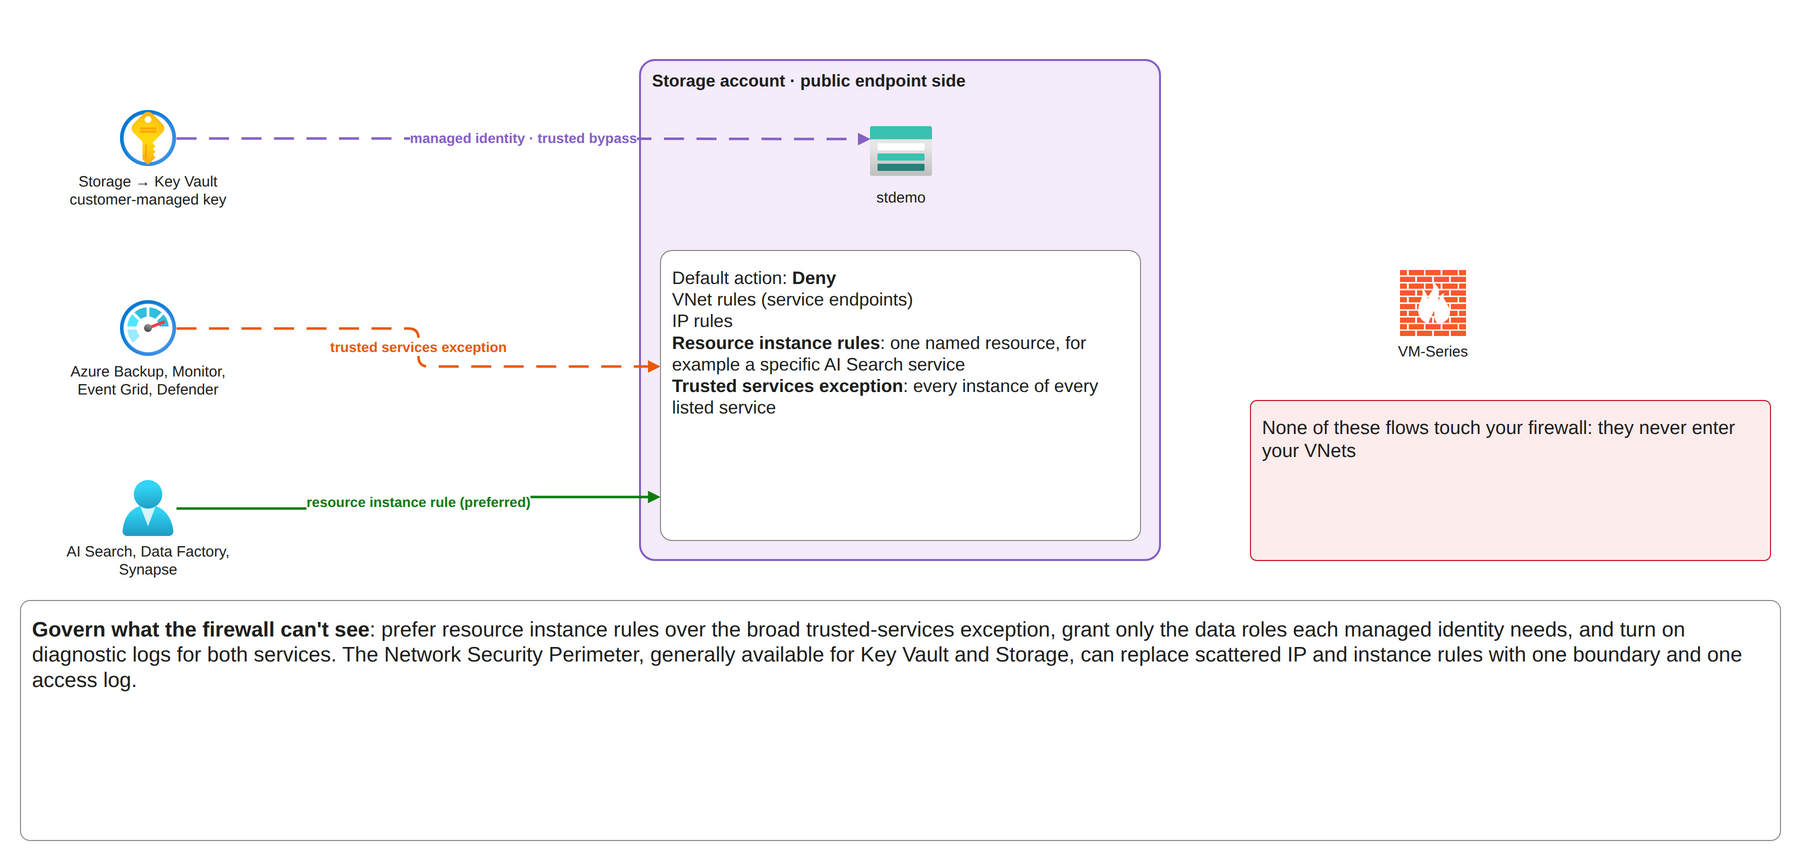 Storage account · public endpoint side
managed identity · trusted bypass
Storage → Key Vault
customer-managed key
stdemo
Default action: Deny
VNet rules (service endpoints)
IP rules
Resource instance rules: one named resource, for
example a specific AI Search service
Trusted services exception: every instance of every
listed service
trusted services exception
Azure Backup, Monitor,
Event Grid, Defender
VM-Series
None of these flows touch your firewall: they never enter
your VNets
resource instance rule (preferred)
AI Search, Data Factory,
Synapse
Govern what the firewall can't see: prefer resource instance rules over the broad trusted-services exception, grant only the data roles each managed identity needs, and turn on
diagnostic logs for both services. The Network Security Perimeter, generally available for Key Vault and Storage, can replace scattered IP and instance rules with one boundary and one
access log.